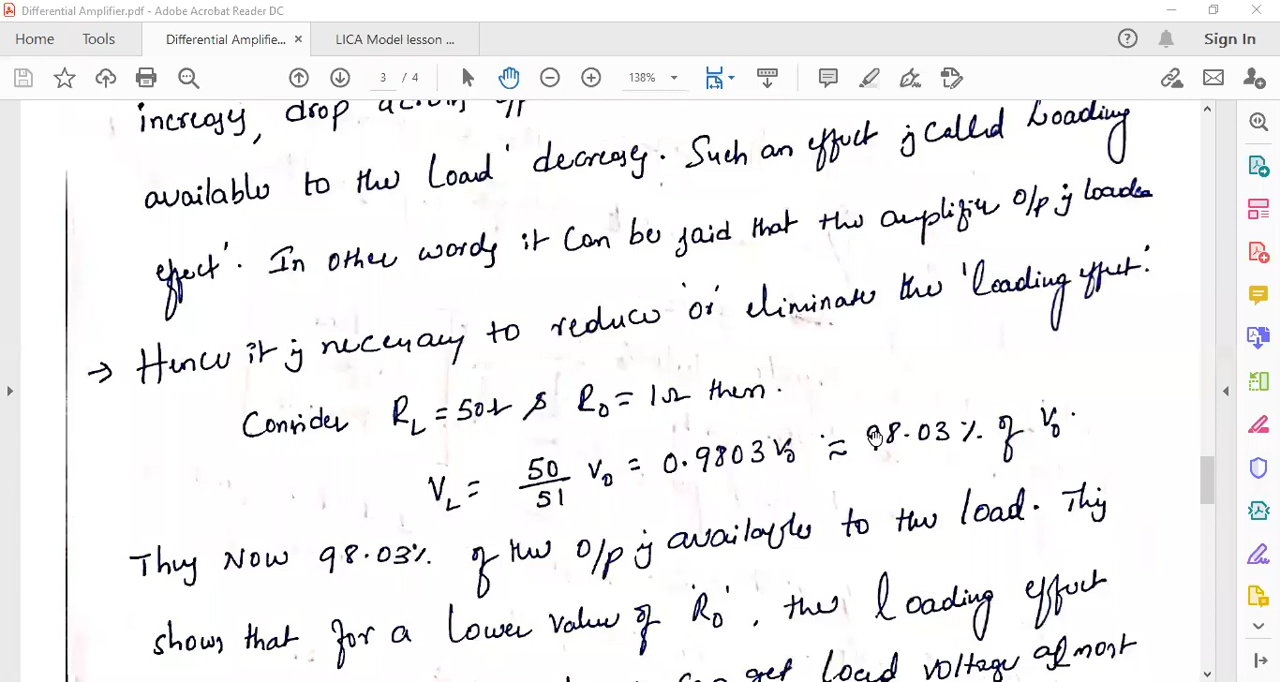 Differential Amplifier.pdf - Adobe Acrobat Reader DC
Home Tools Differential Amplifie... × LICA Model lesson ... Sign In
3 / 4 138%
increases, drop across o/p
available to the load' decreases. Such an effect is called Loading
effect'. In other words it can be said that the amplifier o/p is loaded
→ Hence it is necessary to reduce 'or' eliminate the 'loading effect'.
Consider RL = 50Ω & R0 = 1Ω then.
VL = 50/51 V0 = 0.9803 V0 ≈ 98.03 % of V0.
Thus Now 98.03% of the o/p is available to the load. This
shows that for a lower value of 'R0', the loading effect
get load voltage almost